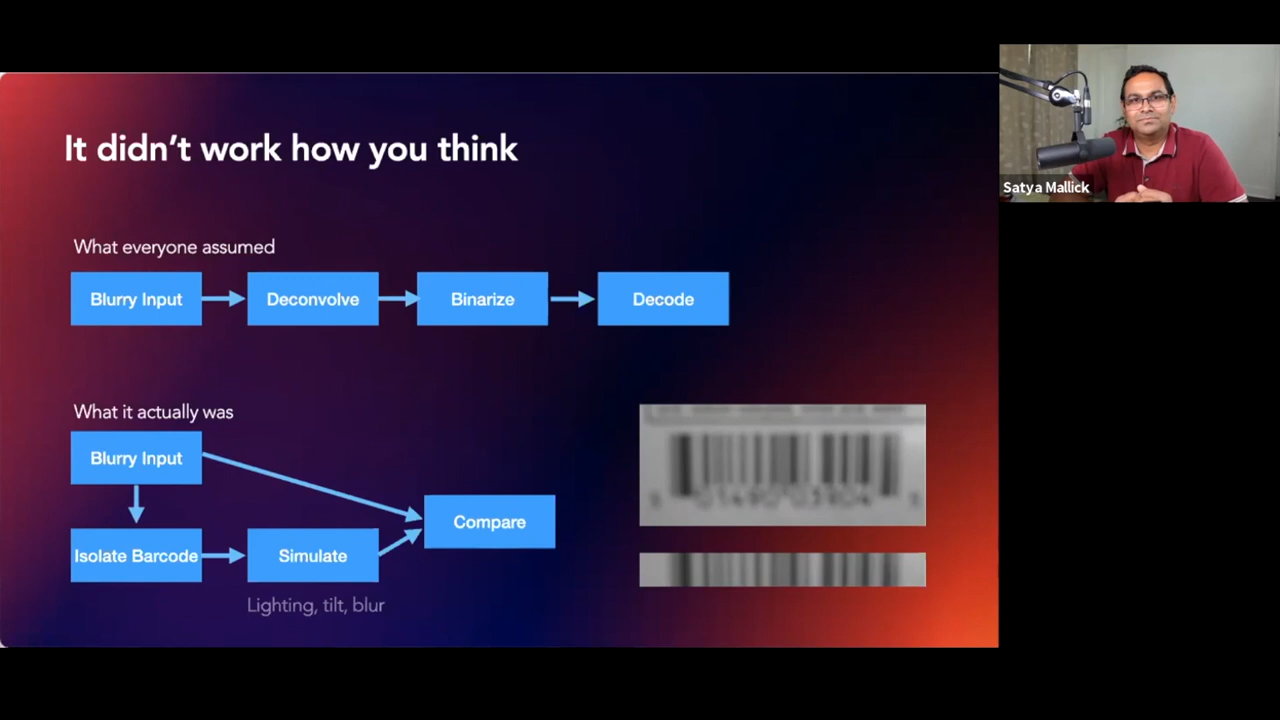 It didn't work how you think
What everyone assumed
Blurry Input
Deconvolve
Binarize
Decode
What it actually was
Blurry Input
Compare
Isolate Barcode
Simulate
Lighting, tilt, blur
Satya Mallick